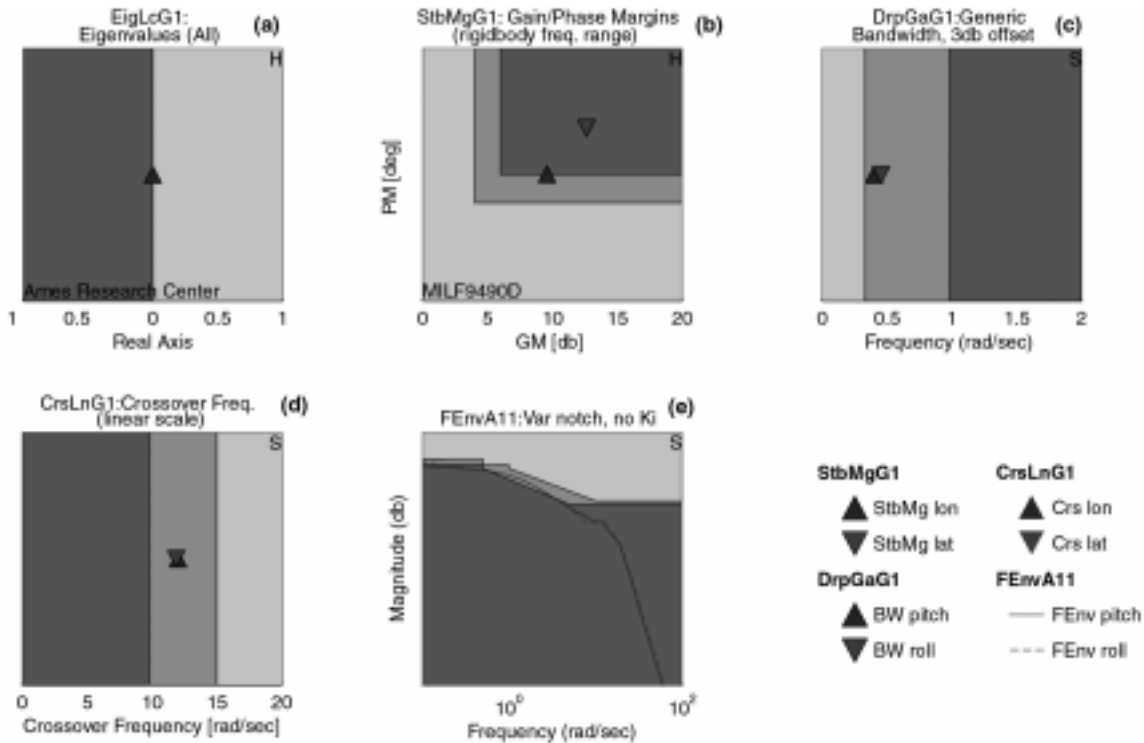 EigLcG1:
Eigenvalues (All)
(a)
H
Ames Research Center
1 0.5 0 1
Real Axis
StbMgG1: Gain/Phase Margins
(rigidbody freq. range)
(b)
H
PM [deg]
MILF9490D
0 5 10 15 20
GM [db]
DrpGaG1:Generic
Bandwidth, 3db offset
(c)
S
0 0.5 1 1.5 2
Frequency (rad/sec)
CrsLnG1:Crossover Freq.
(linear scale)
(d)
S
0 5 10 15 20
Crossover Frequency [rad/sec]
FEnvA11:Var notch, no Ki
(e)
S
Magnitude (db)
10^0 10^2
Frequency (rad/sec)
StbMgG1
StbMg lon
StbMg lat
DrpGaG1
BW pitch
BW roll
CrsLnG1
Crs lon
Crs lat
FEnvA11
FEnv pitch
FEnv roll